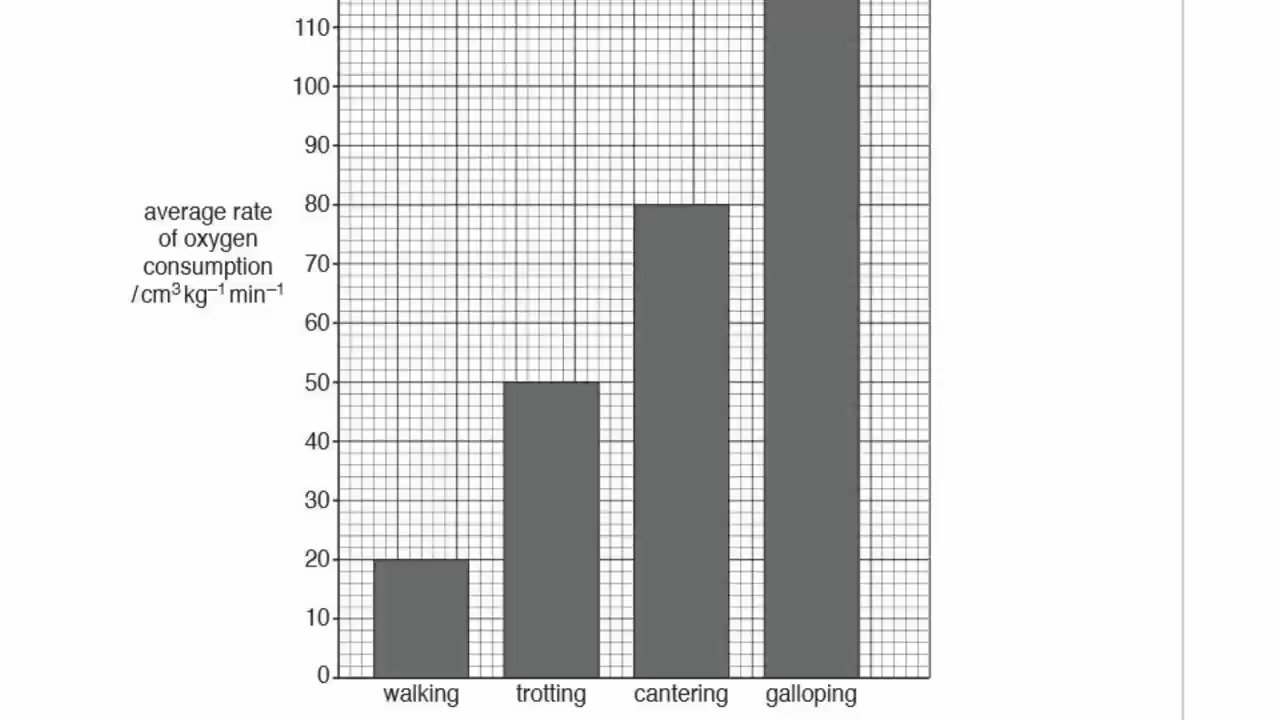 110
100
90
80
average rate
of oxygen
consumption
/cm³ kg⁻¹ min⁻¹
70
60
50
40
30
20
10
0
walking trotting cantering galloping